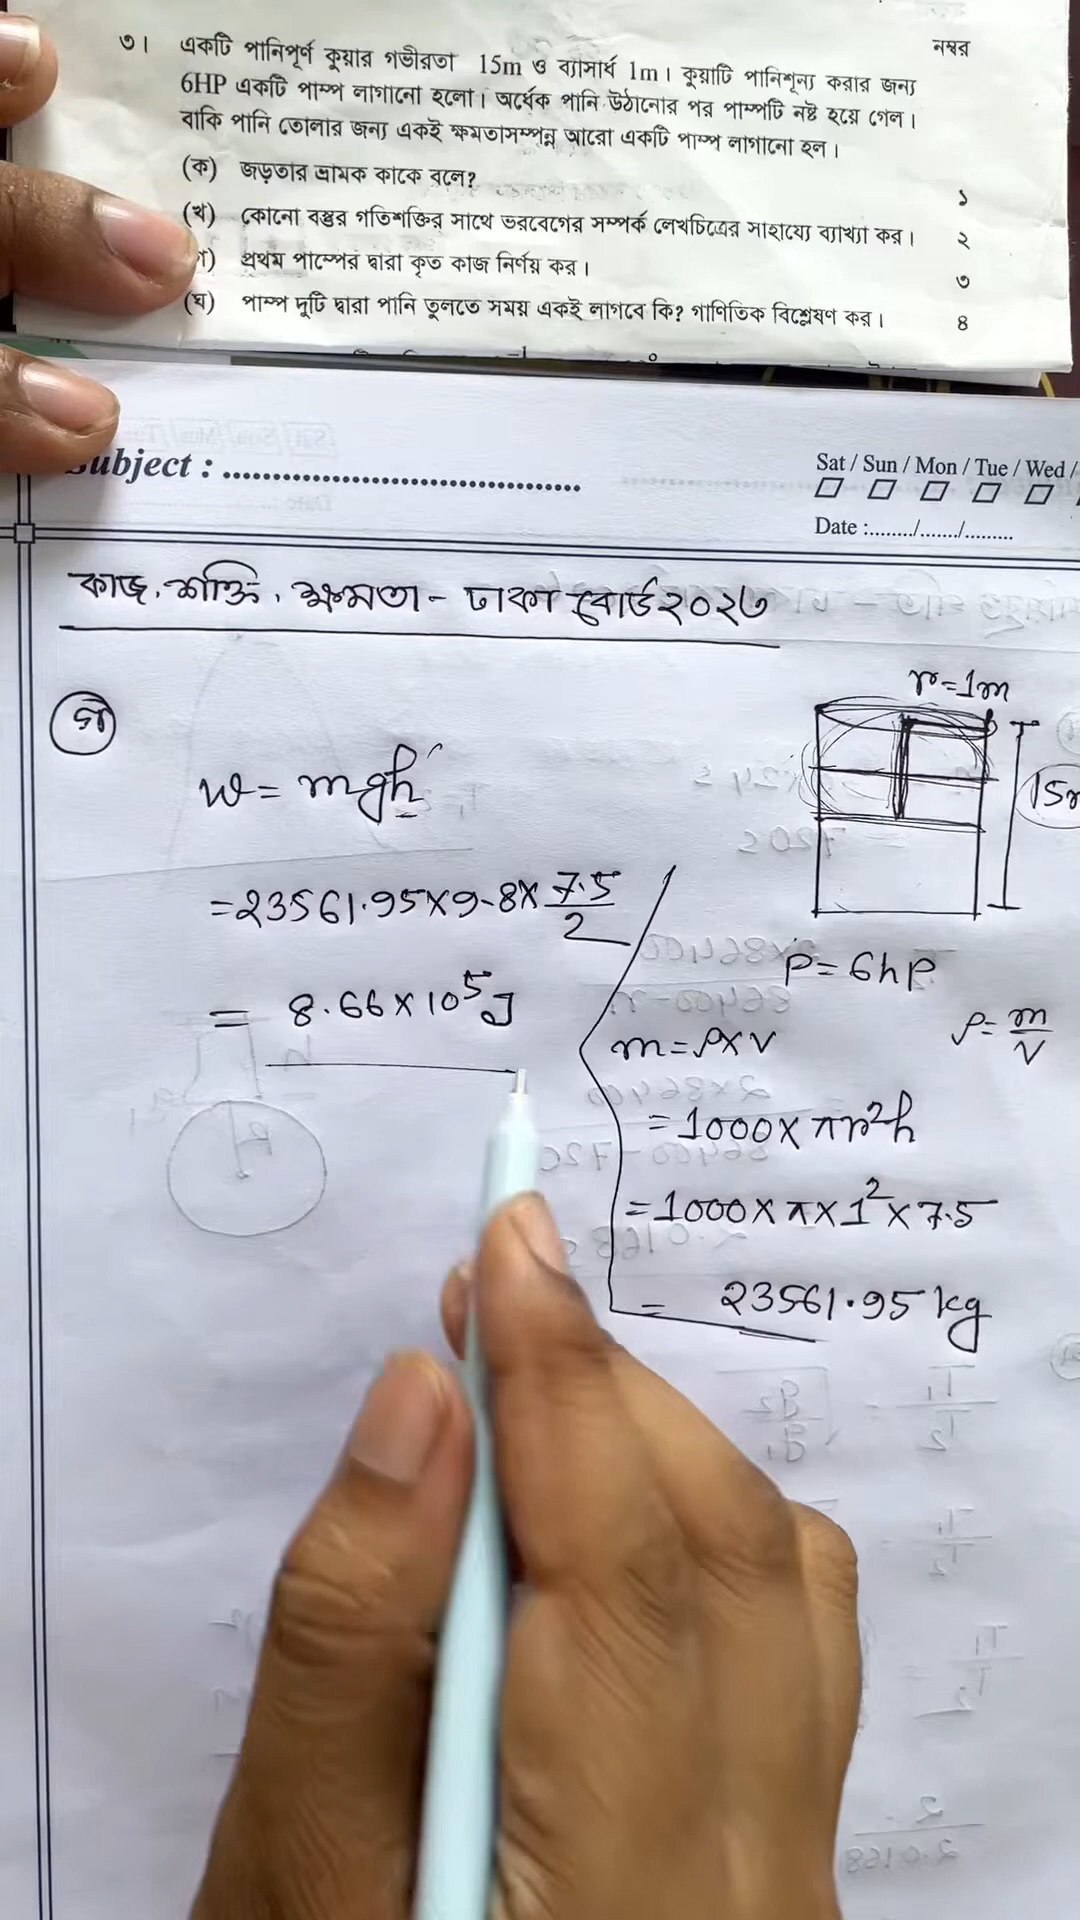 ৩। একটি পানিপূর্ণ কুয়ার গভীরতা 15m ও ব্যাসার্ধ 1m। কুয়াটি পানিশূন্য করার জন্য
নম্বর
6HP একটি পাম্প লাগানো হলো। অর্ধেক পানি উঠানোর পর পাম্পটি নষ্ট হয়ে গেল।
বাকি পানি তোলার জন্য একই ক্ষমতাসম্পন্ন আরো একটি পাম্প লাগানো হল।
(ক) জড়তার ভ্রামক কাকে বলে? ১
(খ) কোনো বস্তুর গতিশক্তির সাথে ভরবেগের সম্পর্ক লেখচিত্রের সাহায্যে ব্যাখ্যা কর। ২
প্রথম পাম্পের দ্বারা কৃত কাজ নির্ণয় কর। ৩
(ঘ) পাম্প দুটি দ্বারা পানি তুলতে সময় একই লাগবে কি? গাণিতিক বিশ্লেষণ কর। ৪
Subject : ....................................
Sat / Sun / Mon / Tue / Wed /
Date :......../......./.........
কাজ, শক্তি, ক্ষমতা - ঢাকা বোর্ড ২০২৩
গ
r=1m
15m
W = mgh
=23561.95×9.8×7.5/2
= 8.66×10⁵J
P=6hp
m=ρ×V
ρ=m/V
=1000×πr²h
=1000×π×1²×7.5
= 23561.95 kg